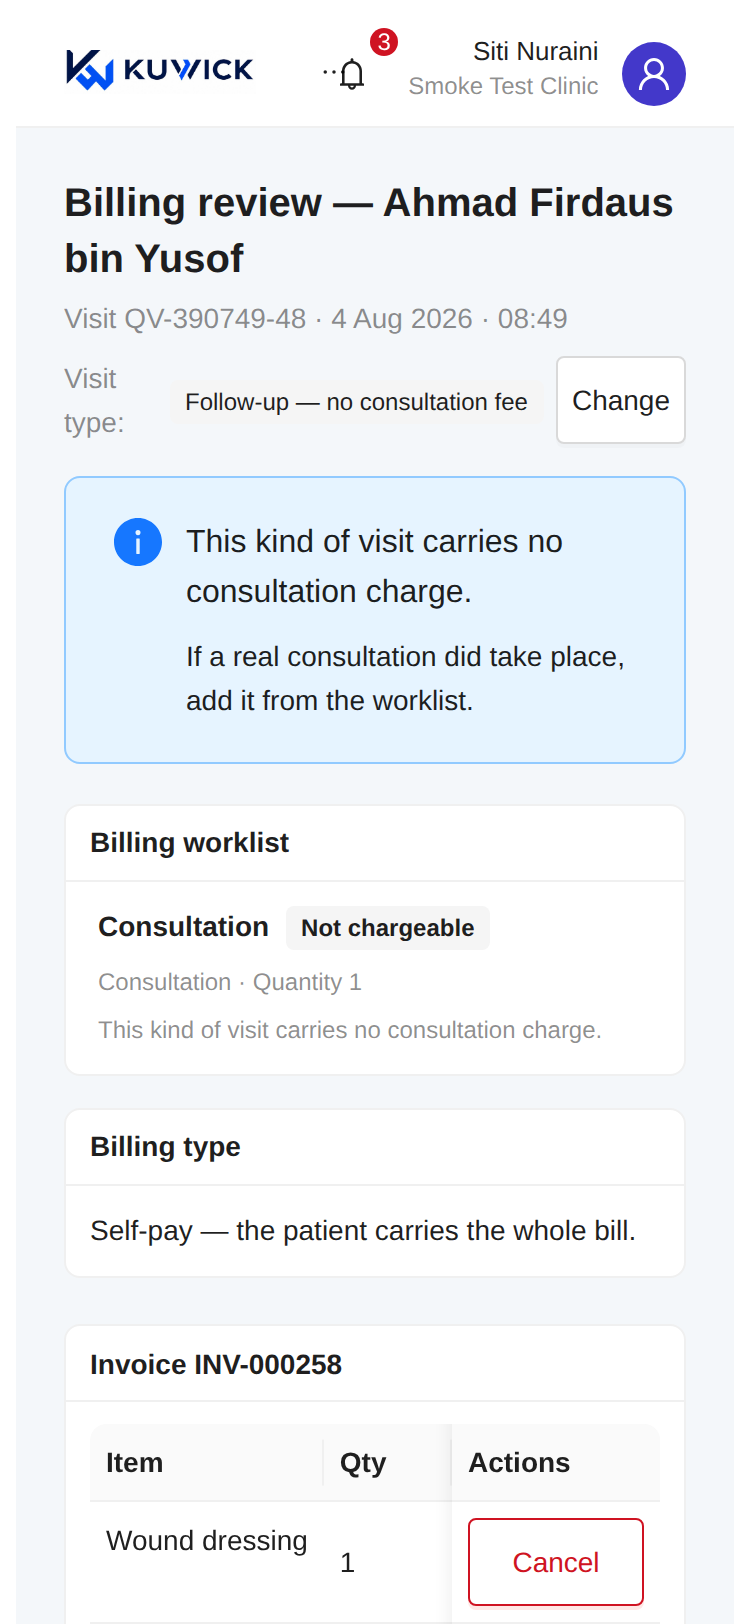 KUWICK
3
Siti Nuraini
Smoke Test Clinic
Billing review — Ahmad Firdaus
bin Yusof
Visit QV-390749-48 · 4 Aug 2026 · 08:49
Visit
type:
Follow-up — no consultation fee
Change
This kind of visit carries no
consultation charge.
If a real consultation did take place,
add it from the worklist.
Billing worklist
Consultation Not chargeable
Consultation · Quantity 1
This kind of visit carries no consultation charge.
Billing type
Self-pay — the patient carries the whole bill.
Invoice INV-000258
Item Qty Actions
Wound dressing 1 Cancel